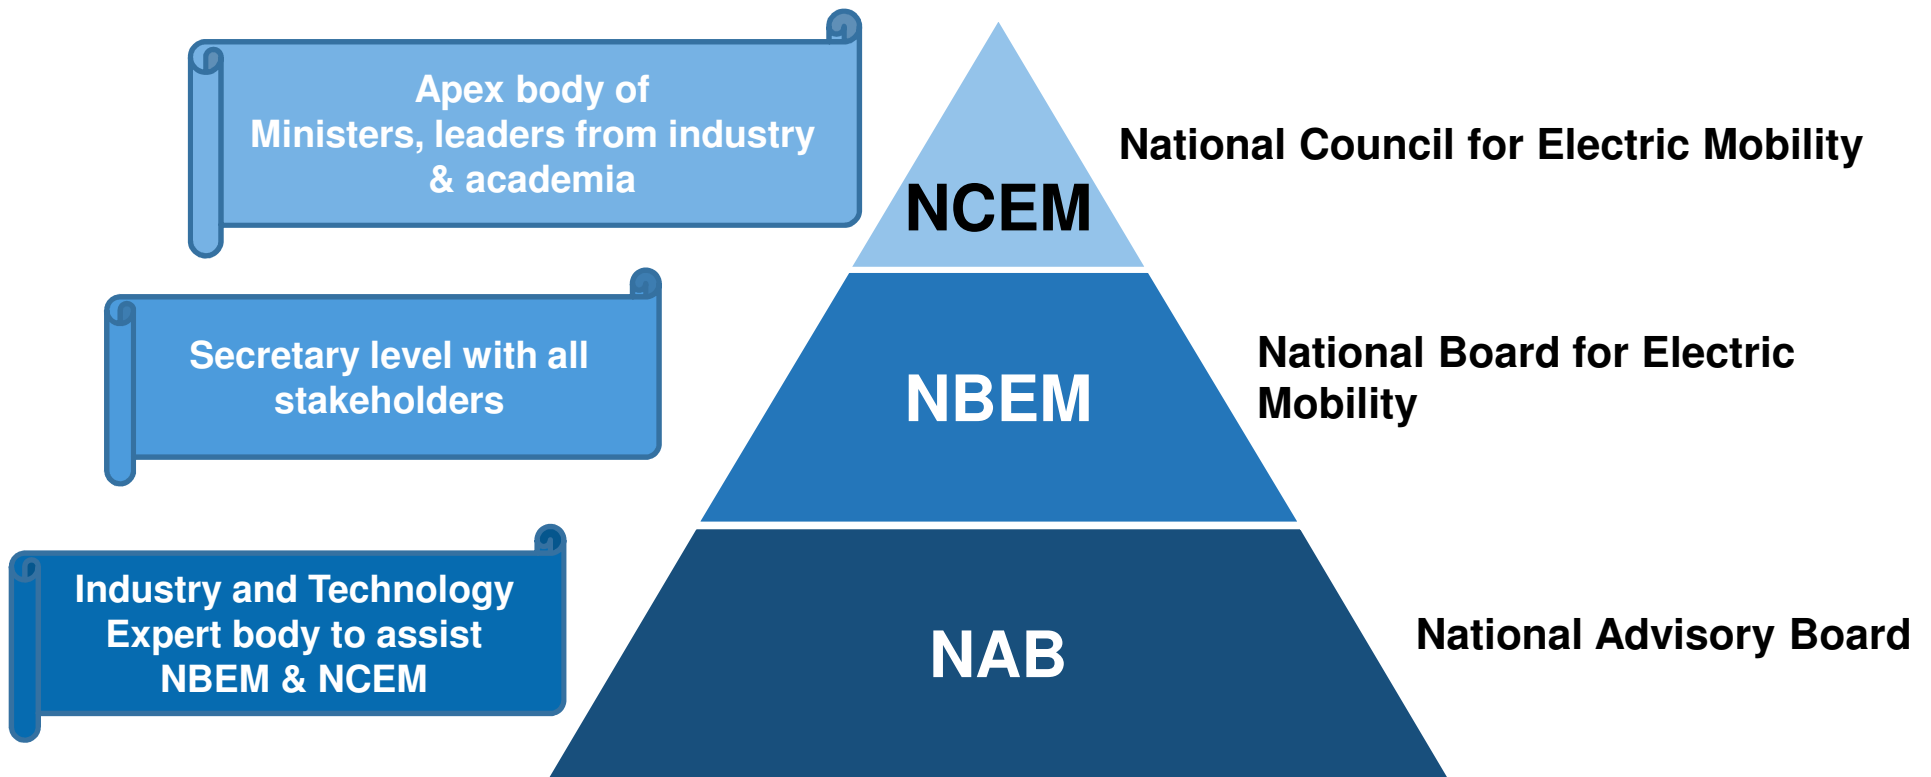 Apex body of
Ministers, leaders from industry
& academia
NCEM
National Council for Electric Mobility
Secretary level with all
stakeholders
NBEM
National Board for Electric
Mobility
Industry and Technology
Expert body to assist
NBEM & NCEM
NAB
National Advisory Board